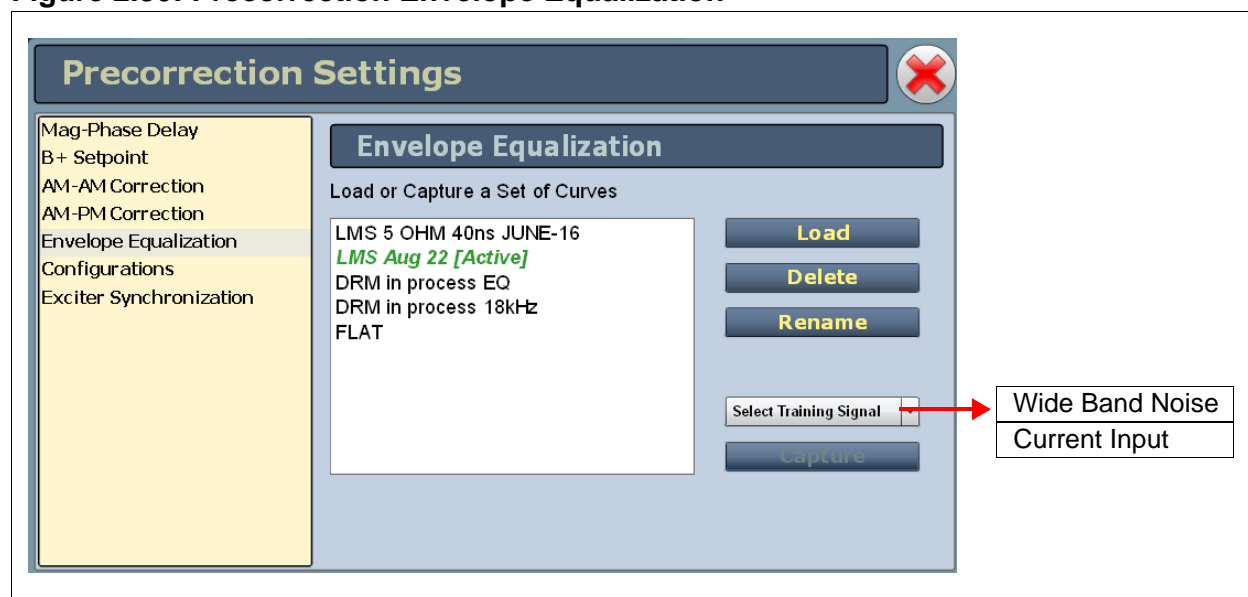 Precorrection Settings
Mag-Phase Delay
B+ Setpoint
AM-AM Correction
AM-PM Correction
Envelope Equalization
Configurations
Exciter Synchronization
Envelope Equalization
Load or Capture a Set of Curves
LMS 5 OHM 40ns JUNE-16
LMS Aug 22 [Active]
DRM in process EQ
DRM in process 18kHz
FLAT
Load
Delete
Rename
Select Training Signal
Capture
Wide Band Noise
Current Input